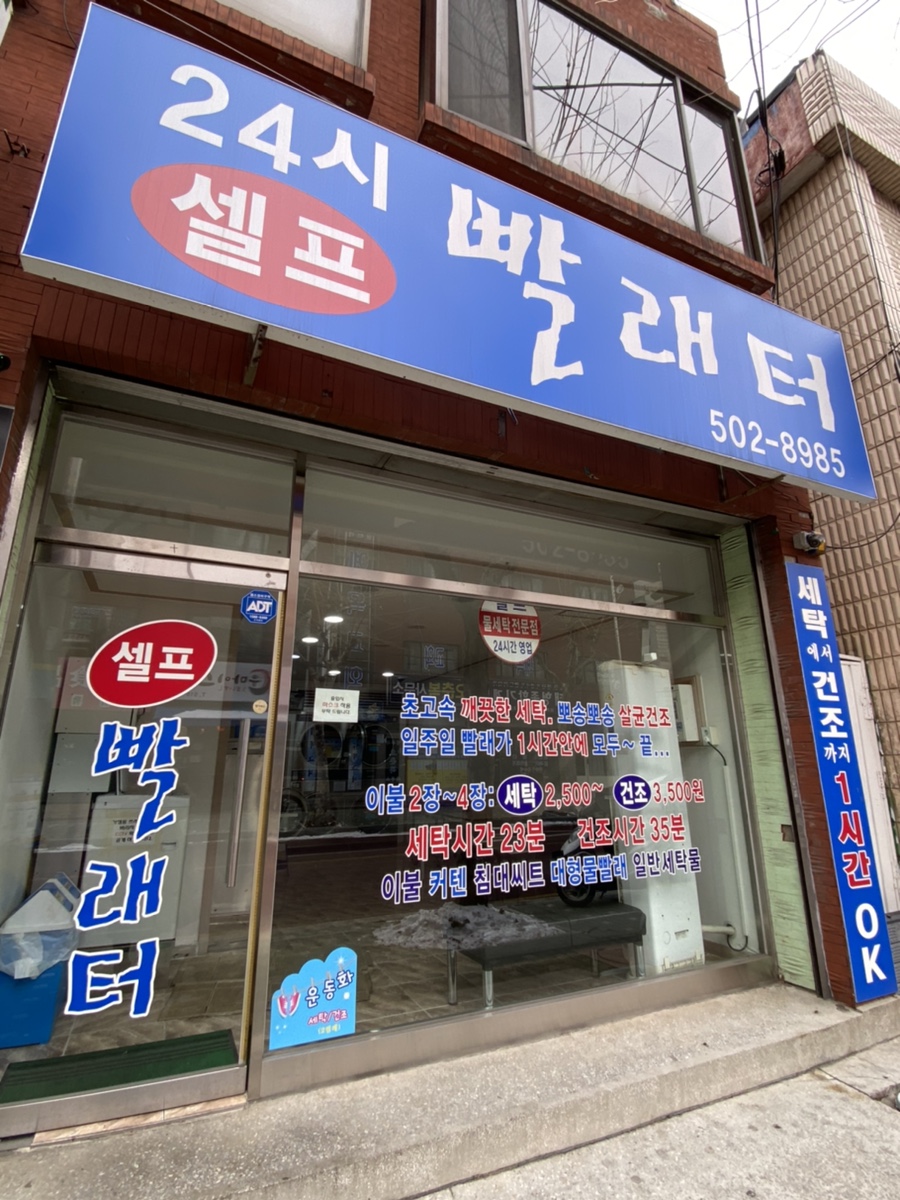 24시
셀프
빨래터
502-8985
ADT
셀프
빨래터
셀프
물세탁전문점
24시간 영업
초고속 깨끗한 세탁. 뽀송뽀송 살균건조
일주일 빨래가 1시간안에 모두~ 끝...
이불 2장~4장: 세탁 2,500~ 건조 3,500원
세탁시간 23분 건조시간 35분
이불 커텐 침대씨트 대형물빨래 일반세탁물
운동화
세탁/건조
세탁에서 건조까지 1시간 OK